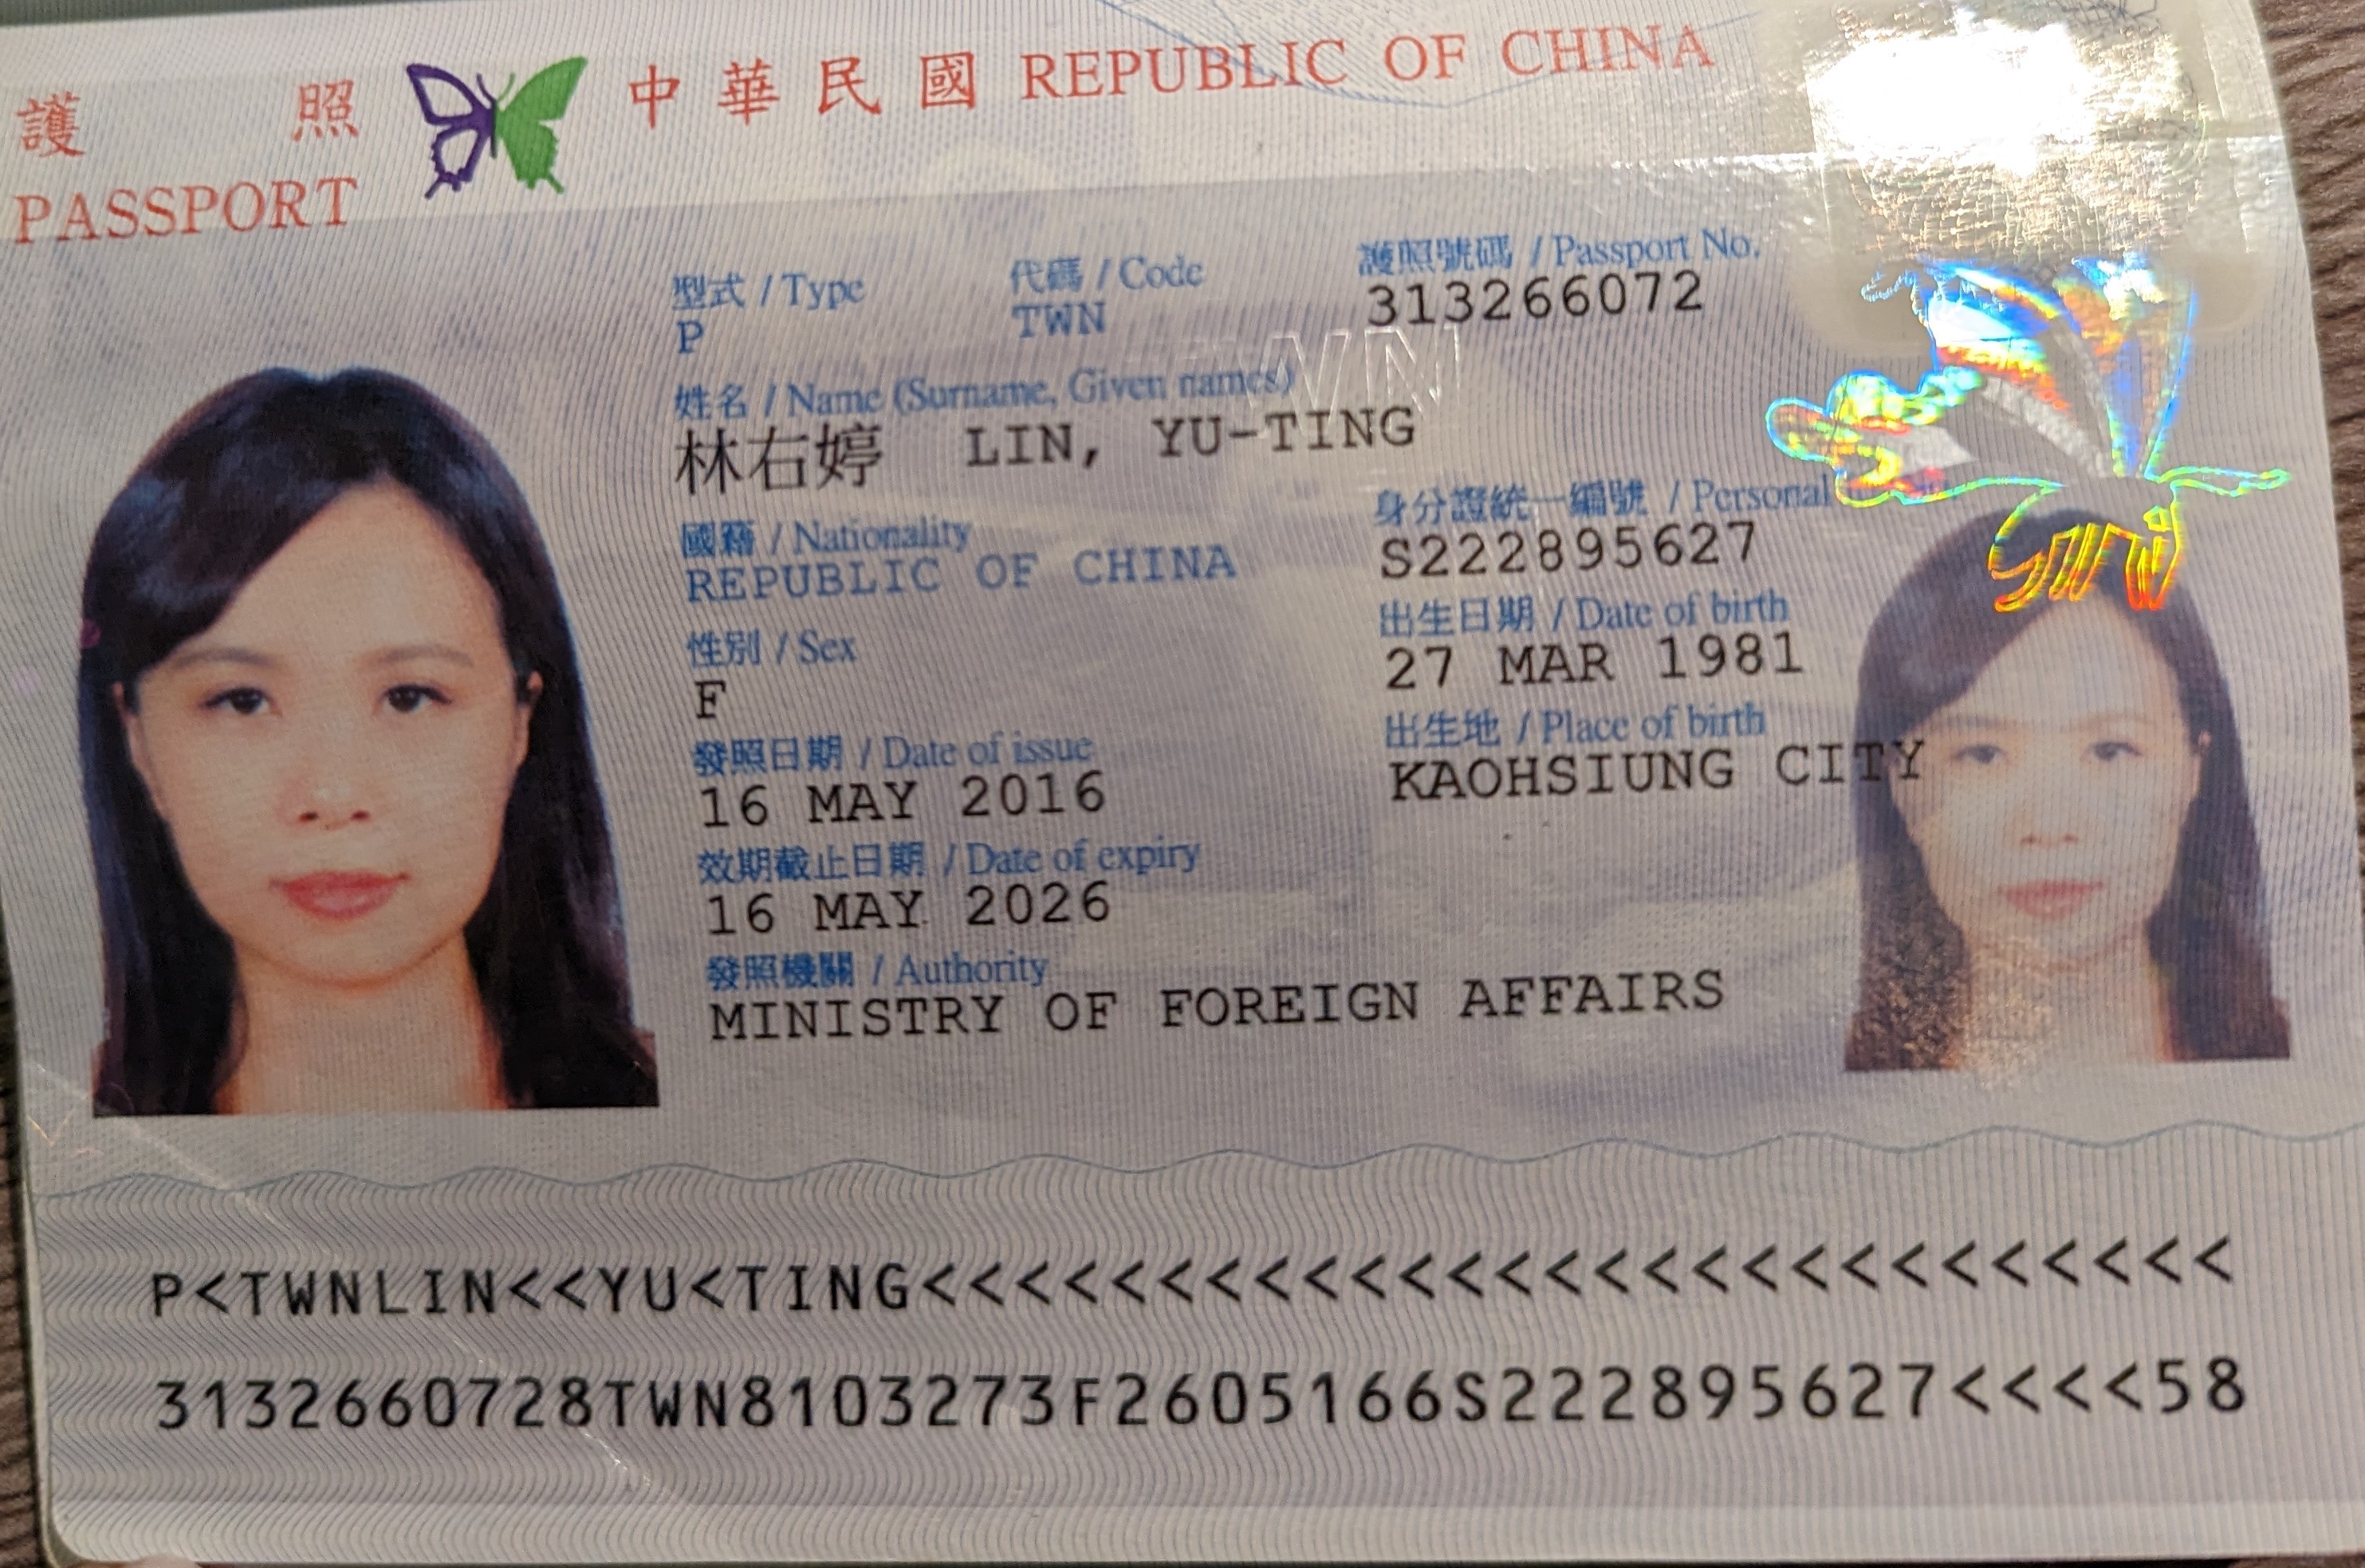 護照 中華民國 REPUBLIC OF CHINA
PASSPORT
型式 / Type 代碼 / Code 護照號碼 / Passport No.
P TWN 313266072
姓名 / Name (Surname, Given names)
林右婷 LIN, YU-TING
國籍 / Nationality 身分證統一編號 / Personal
REPUBLIC OF CHINA S222895627
性別 / Sex 出生日期 / Date of birth
F 27 MAR 1981
發照日期 / Date of issue 出生地 / Place of birth
16 MAY 2016 KAOHSIUNG CITY
效期截止日期 / Date of expiry
16 MAY 2026
發照機關 / Authority
MINISTRY OF FOREIGN AFFAIRS
P<TWNLIN<<YU<TING<<<<<<<<<<<<<<<<<<<<<<<<<<<
3132660728TWN8103273F2605166S222895627<<<<58